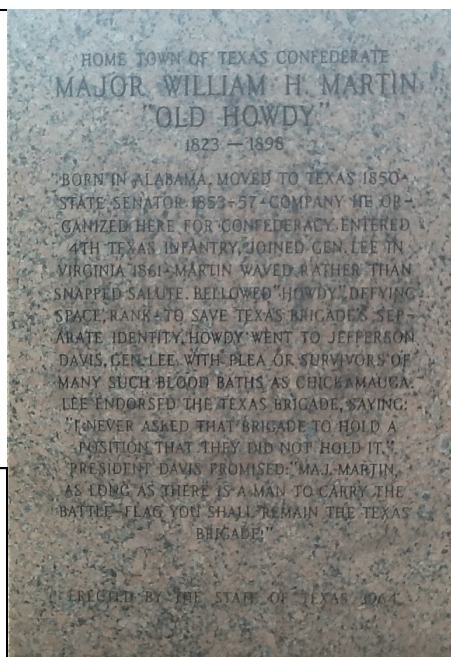 HOME TOWN OF TEXAS CONFEDERATE
MAJOR WILLIAM H. MARTIN
"OLD HOWDY"
1823 — 1898
BORN IN ALABAMA, MOVED TO TEXAS 1850.
STATE SENATOR 1853-57. COMPANY HE OR-
GANIZED HERE FOR CONFEDERACY ENTERED
4TH TEXAS INFANTRY, JOINED GEN. LEE IN
VIRGINIA 1861. MARTIN WAVED RATHER THAN
SNAPPED SALUTE. BELLOWED "HOWDY", DEFYING
SPACE, RANK. TO SAVE TEXAS BRIGADE'S SEP-
ARATE IDENTITY, HOWDY WENT TO JEFFERSON
DAVIS, GEN. LEE WITH PLEA OF SURVIVORS OF
MANY SUCH BLOOD BATHS AS CHICKAMAUGA.
LEE ENDORSED THE TEXAS BRIGADE, SAYING:
"I NEVER ASKED THAT BRIGADE TO HOLD A
POSITION THAT THEY DID NOT HOLD IT."
PRESIDENT DAVIS PROMISED: "MAJ. MARTIN,
AS LONG AS THERE IS A MAN TO CARRY THE
BATTLE-FLAG YOU SHALL REMAIN THE TEXAS
BRIGADE!"
ERECTED BY THE STATE OF TEXAS 1964